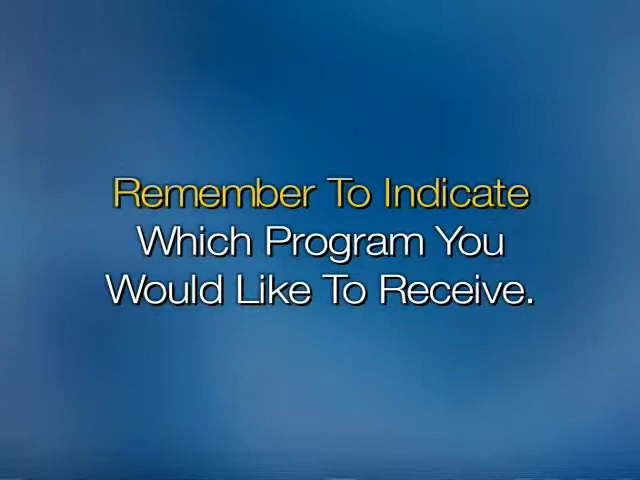 Remember To Indicate
Which Program You
Would Like To Receive.